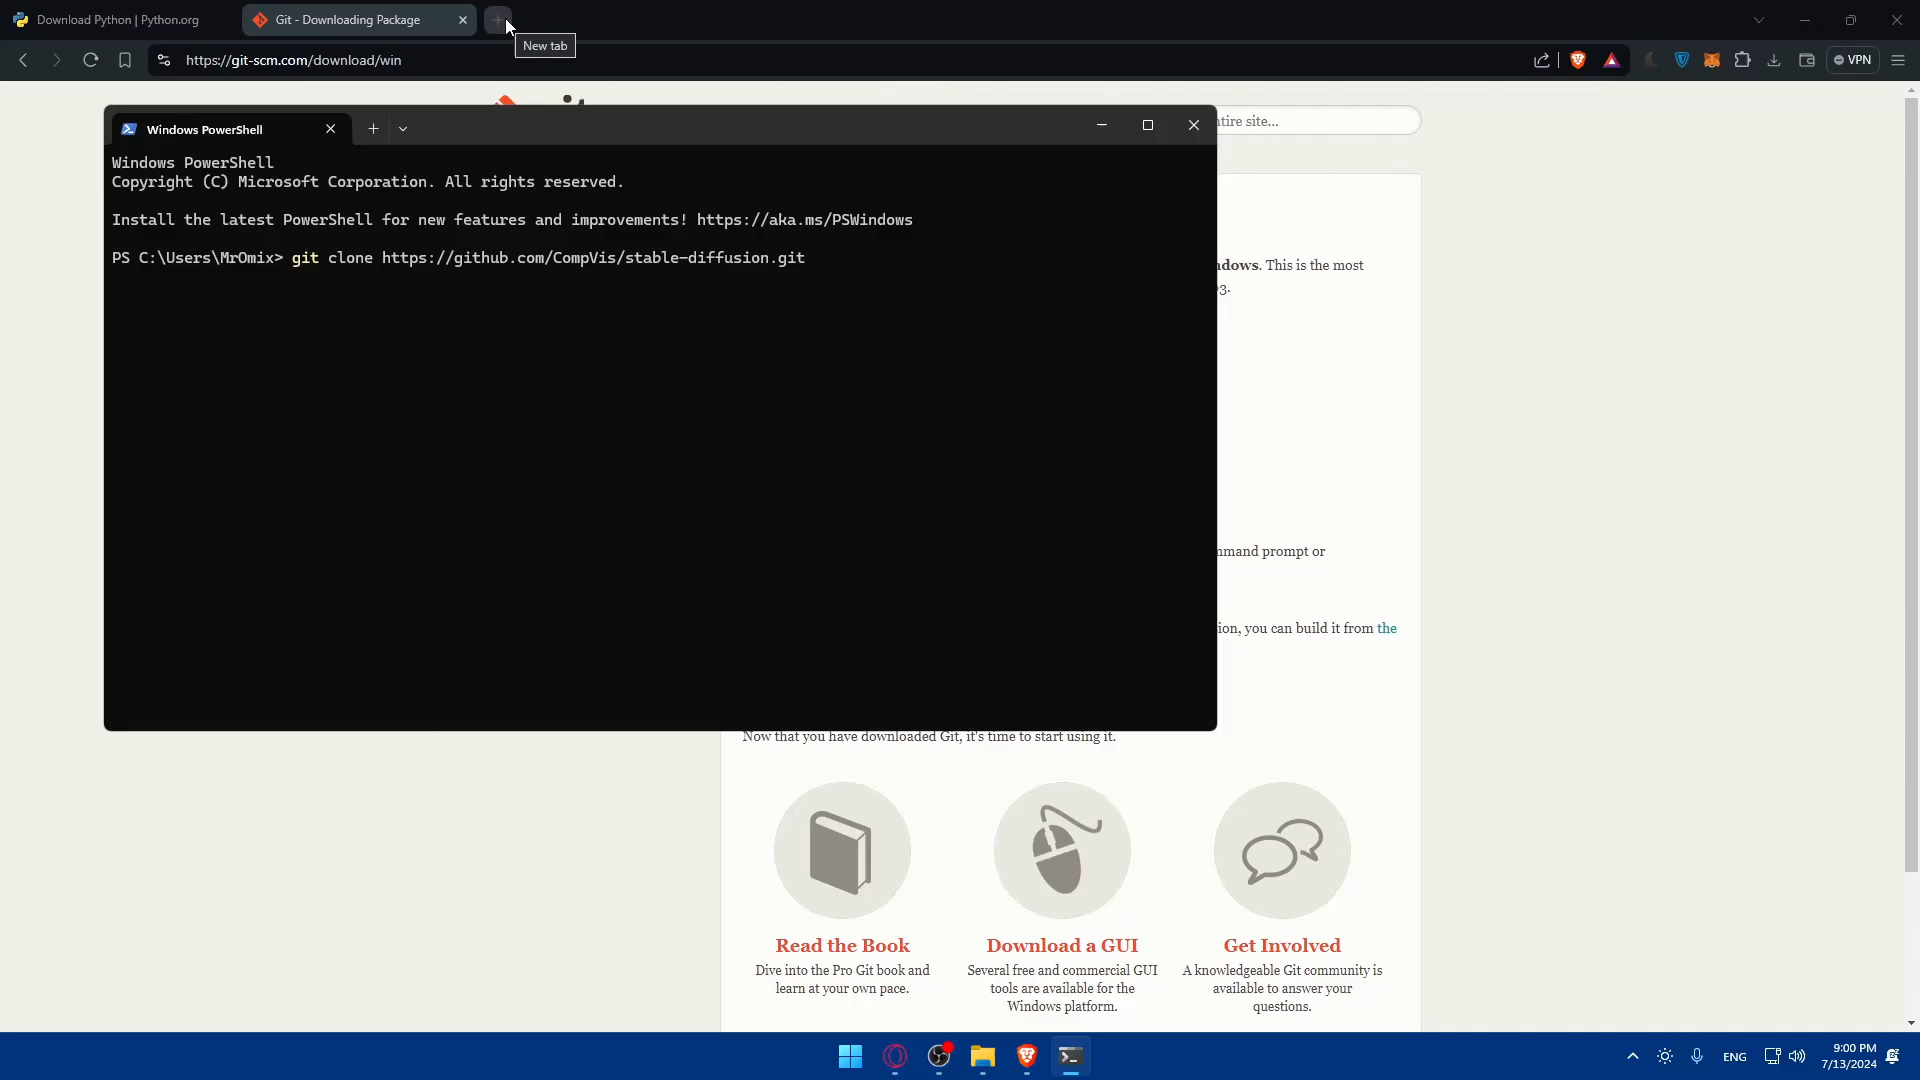 Download Python | Python.org
Git - Downloading Package
New tab
https://git-scm.com/download/win
VPN
Windows PowerShell
ntire site...
Windows PowerShell
Copyright (C) Microsoft Corporation. All rights reserved.
Install the latest PowerShell for new features and improvements! https://aka.ms/PSWindows
PS C:\Users\MrOmix> git clone https://github.com/CompVis/stable-diffusion.git
ndows. This is the most
mmand prompt or
ion, you can build it from the
Now that you have downloaded Git, it's time to start using it.
Read the Book
Dive into the Pro Git book and
learn at your own pace.
Download a GUI
Several free and commercial GUI
tools are available for the
Windows platform.
Get Involved
A knowledgeable Git community is
available to answer your
questions.
ENG
9:00 PM
7/13/2024